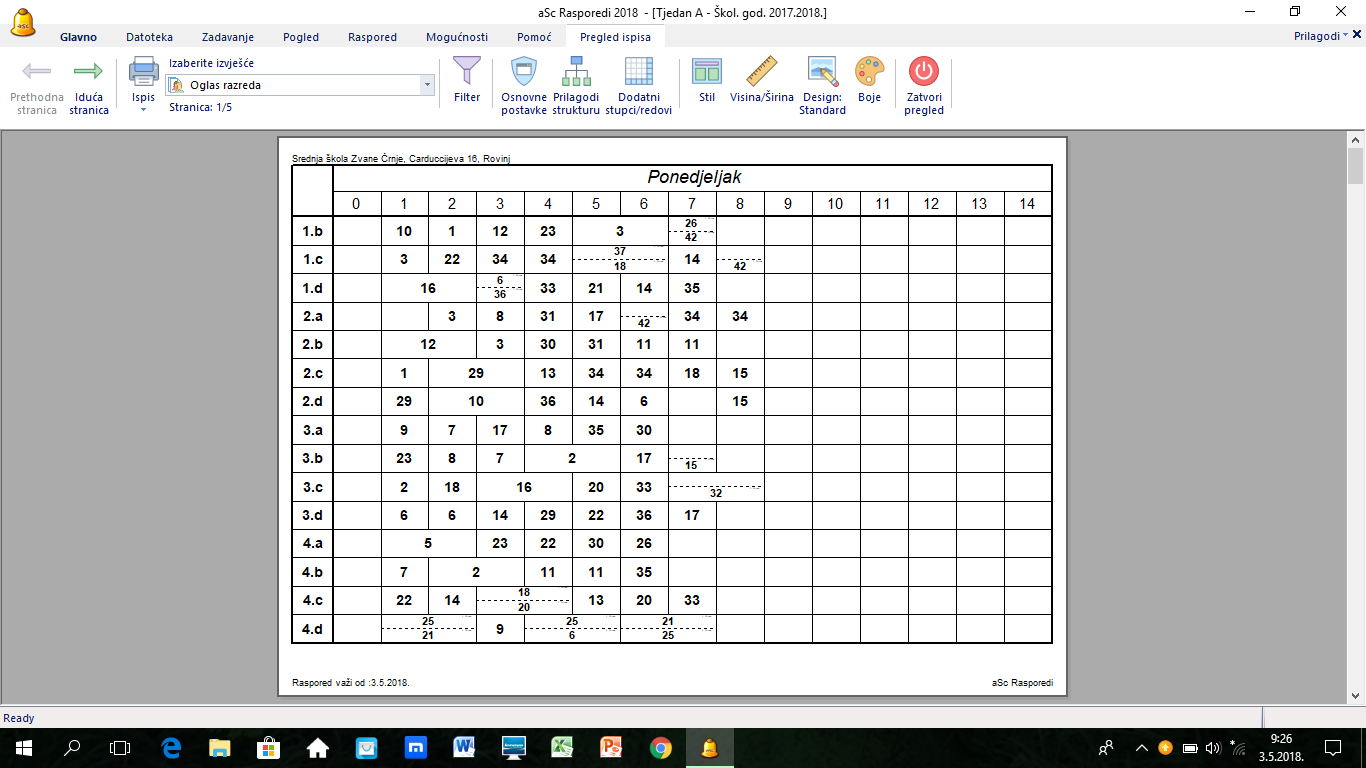 aSc Rasporedi 2018 - [Tjedan A - Škol. god. 2017.2018.]
aSc
Glavno Datoteka Zadavanje Pogled Raspored Mogućnosti Pomoć Pregled ispisa Prilagodi
Izaberite izvješće
Oglas razreda
Stranica: 1/5
Prethodna stranica
Iduća stranica
Ispis
Filter
Osnovne postavke
Prilagodi strukturu
Dodatni stupci/redovi
Stil
Visina/Širina
Design: Standard
Boje
Zatvori pregled
Srednja škola Zvane Črnje, Carduccijeva 16, Rovinj
Ponedjeljak
0 1 2 3 4 5 6 7 8 9 10 11 12 13 14
1.b 10 1 12 23 3 26 42
1.c 3 22 34 34 37 18 14 42
1.d 16 6 36 33 21 14 35
2.a 3 8 31 17 42 34 34
2.b 12 3 30 31 11 11
2.c 1 29 13 34 34 18 15
2.d 29 10 36 14 6 15
3.a 9 7 17 8 35 30
3.b 23 8 7 2 17 15
3.c 2 18 16 20 33 32
3.d 6 6 14 29 22 36 17
4.a 5 23 22 30 26
4.b 7 2 11 11 35
4.c 22 14 18 20 13 20 33
4.d 25 21 9 25 6 21 25
Raspored važi od :3.5.2018.
aSc Rasporedi
Ready
9:26
3.5.2018.